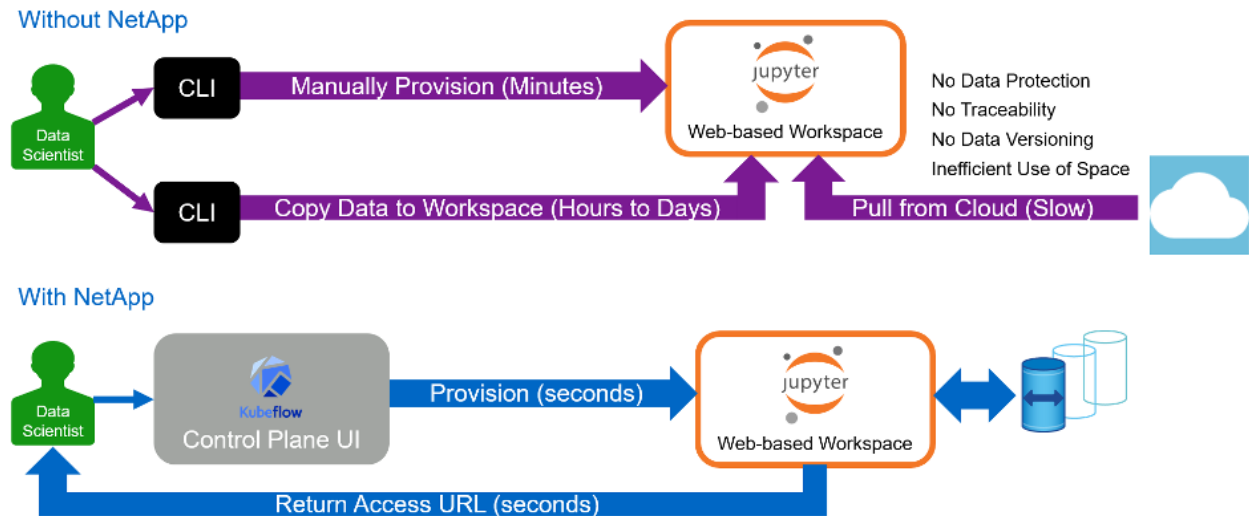 Without NetApp
Data
Scientist
CLI
Manually Provision (Minutes)
jupyter
Web-based Workspace
No Data Protection
No Traceability
No Data Versioning
Inefficient Use of Space
CLI
Copy Data to Workspace (Hours to Days)
Pull from Cloud (Slow)
With NetApp
Data
Scientist
Kubeflow
Control Plane UI
Provision (seconds)
jupyter
Web-based Workspace
Return Access URL (seconds)